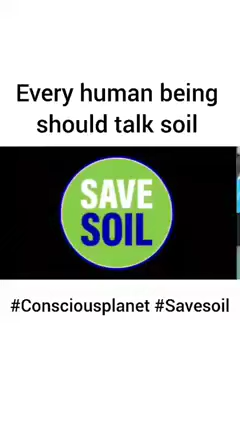 Every human being
should talk soil
SAVE
SOIL
#Consciousplanet #Savesoil